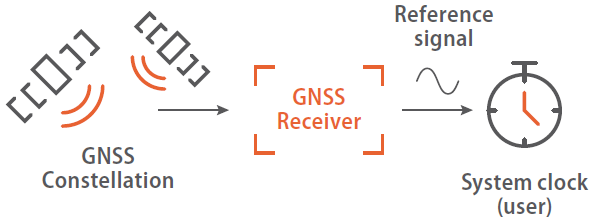 Reference
signal
GNSS
Receiver
GNSS
Constellation
System clock
(user)